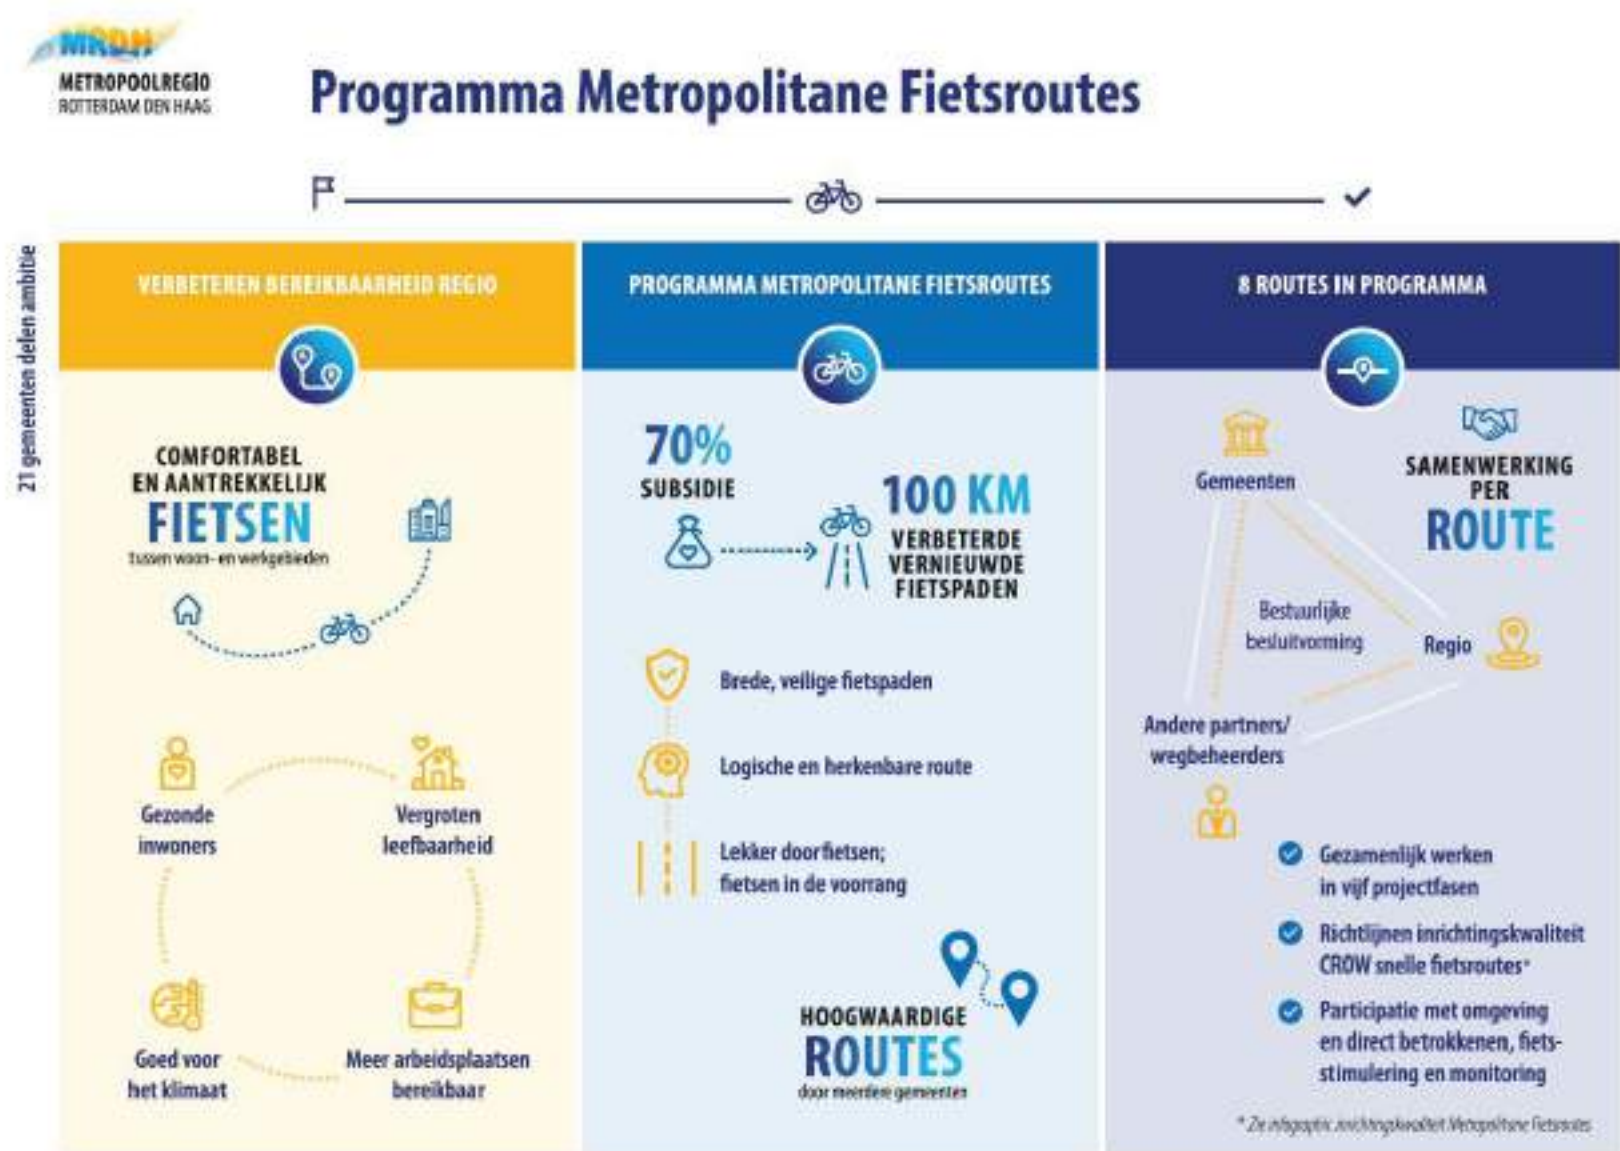 MRDH
METROPOOLREGIO
ROTTERDAM DEN HAAG
Programma Metropolitane Fietsroutes
21 gemeenten delen ambitie
VERBETEREN BEREIKBAARHEID REGIO
COMFORTABEL
EN AANTREKKELIJK
FIETSEN
tussen woon- en werkgebieden
Gezonde
inwoners
Vergroten
leefbaarheid
Goed voor
het klimaat
Meer arbeidsplaatsen
bereikbaar
PROGRAMMA METROPOLITANE FIETSROUTES
70%
SUBSIDIE
100 KM
VERBETERDE
VERNIEUWDE
FIETSPADEN
Brede, veilige fietspaden
Logische en herkenbare route
Lekker doorfietsen;
fietsen in de voorrang
HOOGWAARDIGE
ROUTES
door meerdere gemeenten
8 ROUTES IN PROGRAMMA
Gemeenten
SAMENWERKING
PER
ROUTE
Bestuurlijke
besluitvorming
Regio
Andere partners/
wegbeheerders
Gezamenlijk werken
in vijf projectfasen
Richtlijnen inrichtingskwaliteit
CROW snelle fietsroutes*
Participatie met omgeving
en direct betrokkenen, fiets-
stimulering en monitoring
* Zie infographic inrichtingskwaliteit Metropolitane Fietsroutes